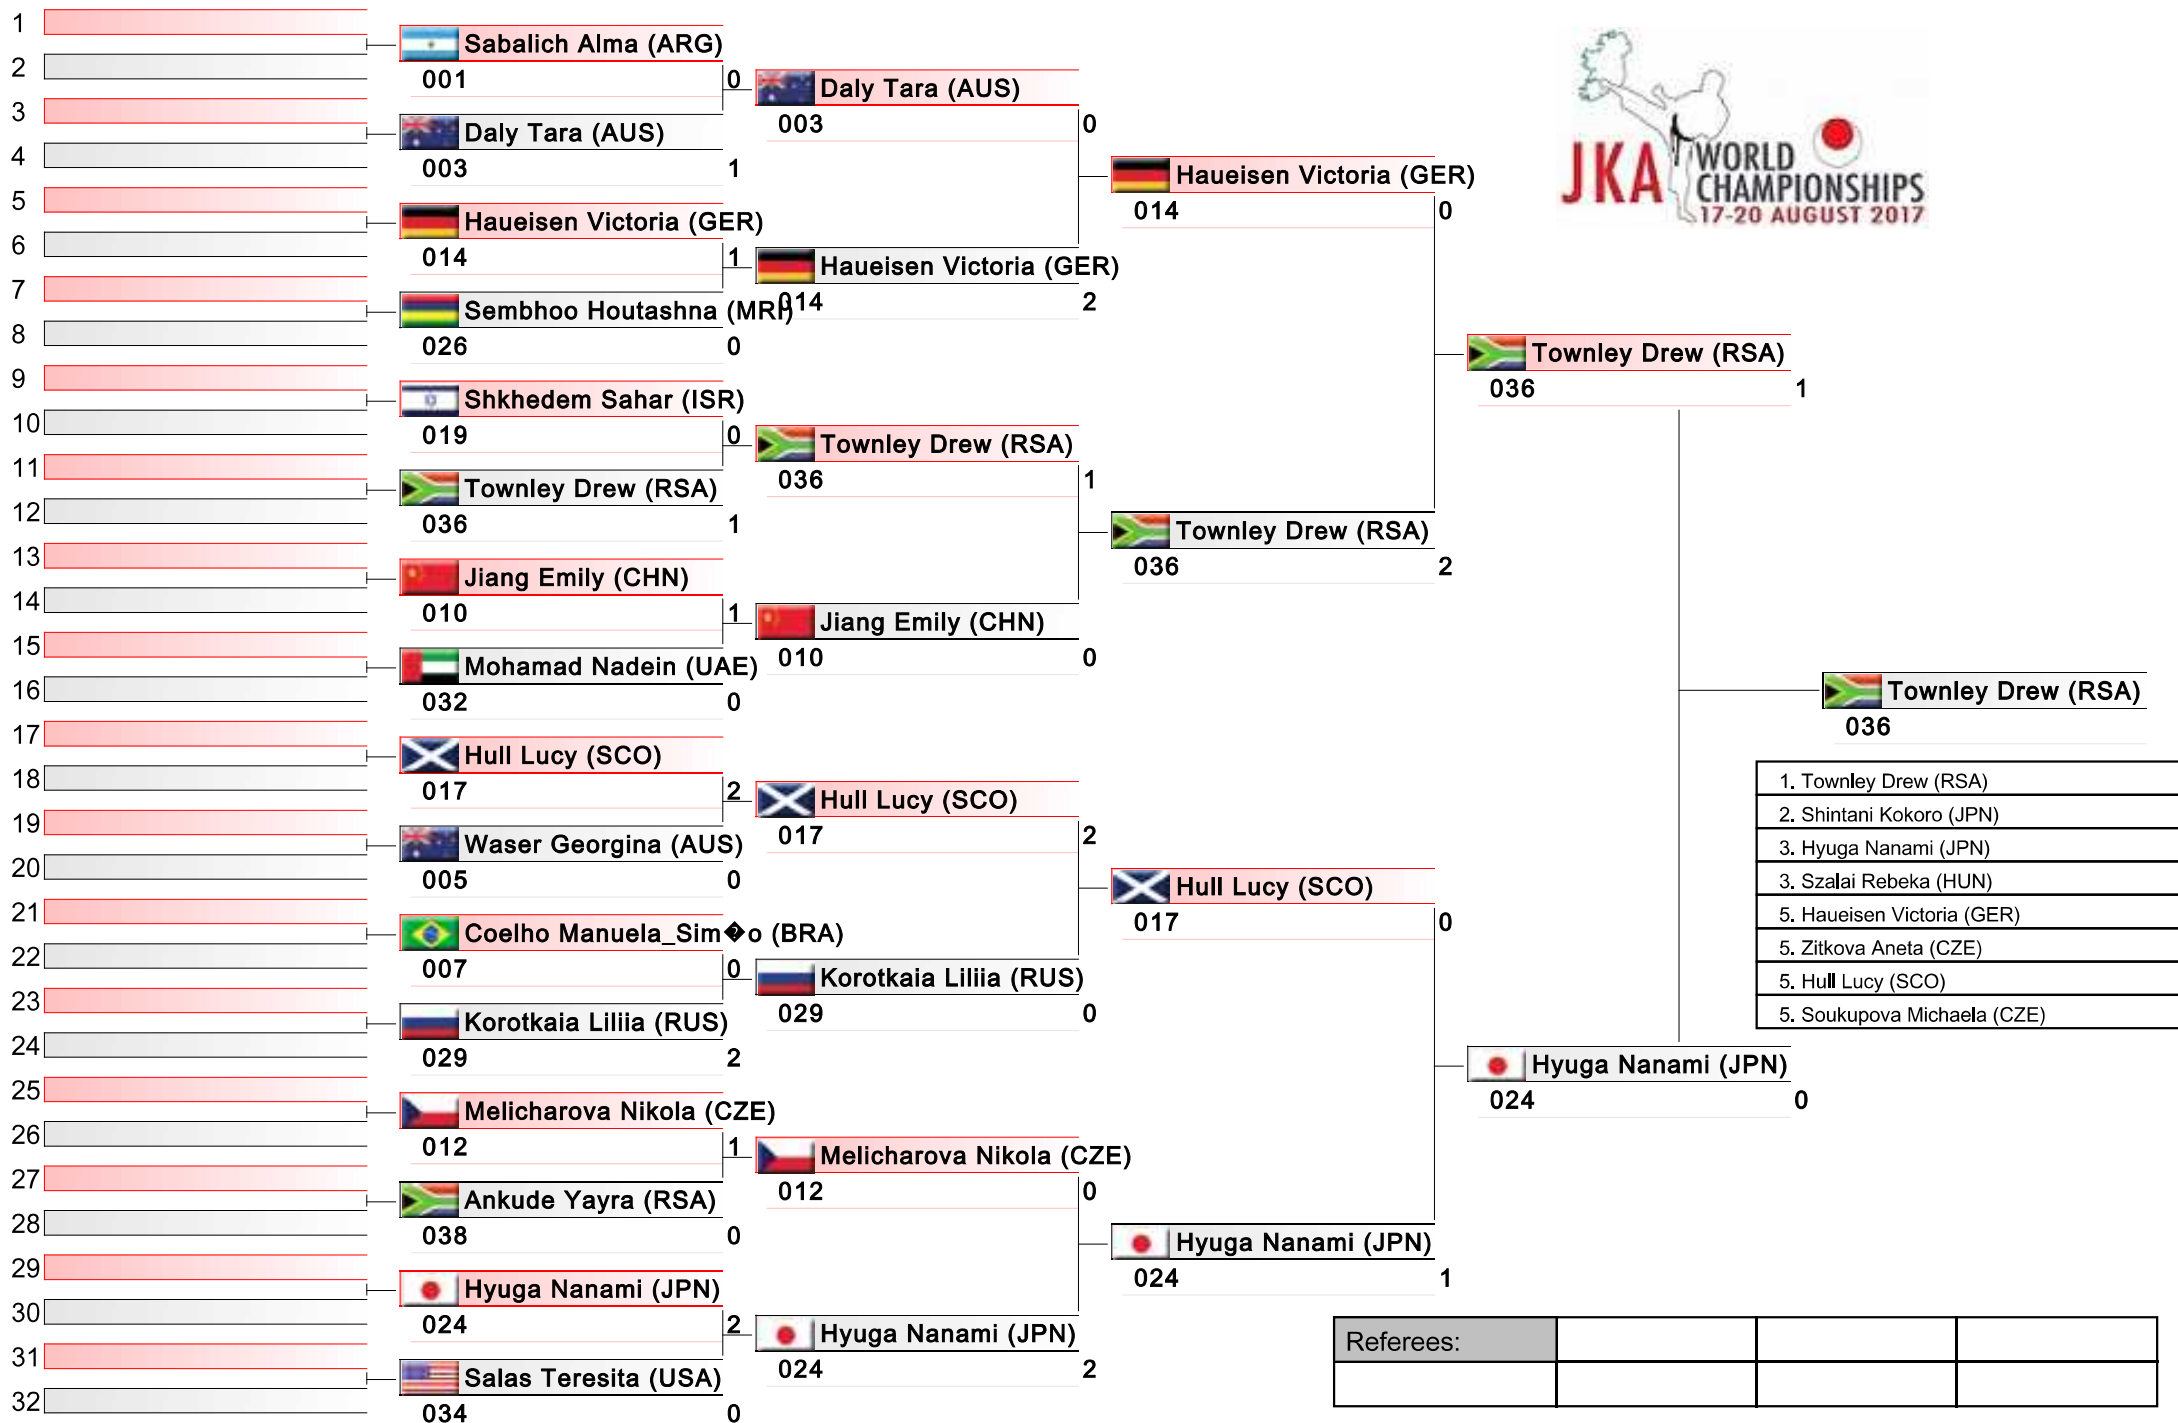 1
2
3
4
5
6
7
8
9
10
11
12
13
14
15
16
17
18
19
20
21
22
23
24
25
26
27
28
29
30
31
32
Sabalich Alma (ARG)
001 0
Daly Tara (AUS)
003 1
Haueisen Victoria (GER)
014 1
Sembhoo Houtashna (MRI)
026 0
Shkhedem Sahar (ISR)
019 0
Townley Drew (RSA)
036 1
Jiang Emily (CHN)
010 1
Mohamad Nadein (UAE)
032 0
Hull Lucy (SCO)
017 2
Waser Georgina (AUS)
005 0
Coelho Manuela_Sim�o (BRA)
007 0
Korotkaia Liliia (RUS)
029 2
Melicharova Nikola (CZE)
012 1
Ankude Yayra (RSA)
038 0
Hyuga Nanami (JPN)
024 2
Salas Teresita (USA)
034 0
Daly Tara (AUS)
003 0
Haueisen Victoria (GER)
014 2
Townley Drew (RSA)
036 1
Jiang Emily (CHN)
010 0
Hull Lucy (SCO)
017 2
Korotkaia Liliia (RUS)
029 0
Melicharova Nikola (CZE)
012 0
Hyuga Nanami (JPN)
024 2
Haueisen Victoria (GER)
014 0
Townley Drew (RSA)
036 2
Hull Lucy (SCO)
017 0
Hyuga Nanami (JPN)
024 1
Townley Drew (RSA)
036 1
Hyuga Nanami (JPN)
024 0
Townley Drew (RSA)
036
JKA WORLD
CHAMPIONSHIPS
17-20 AUGUST 2017
1. Townley Drew (RSA)
2. Shintani Kokoro (JPN)
3. Hyuga Nanami (JPN)
3. Szalai Rebeka (HUN)
5. Haueisen Victoria (GER)
5. Zitkova Aneta (CZE)
5. Hull Lucy (SCO)
5. Soukupova Michaela (CZE)
Referees: